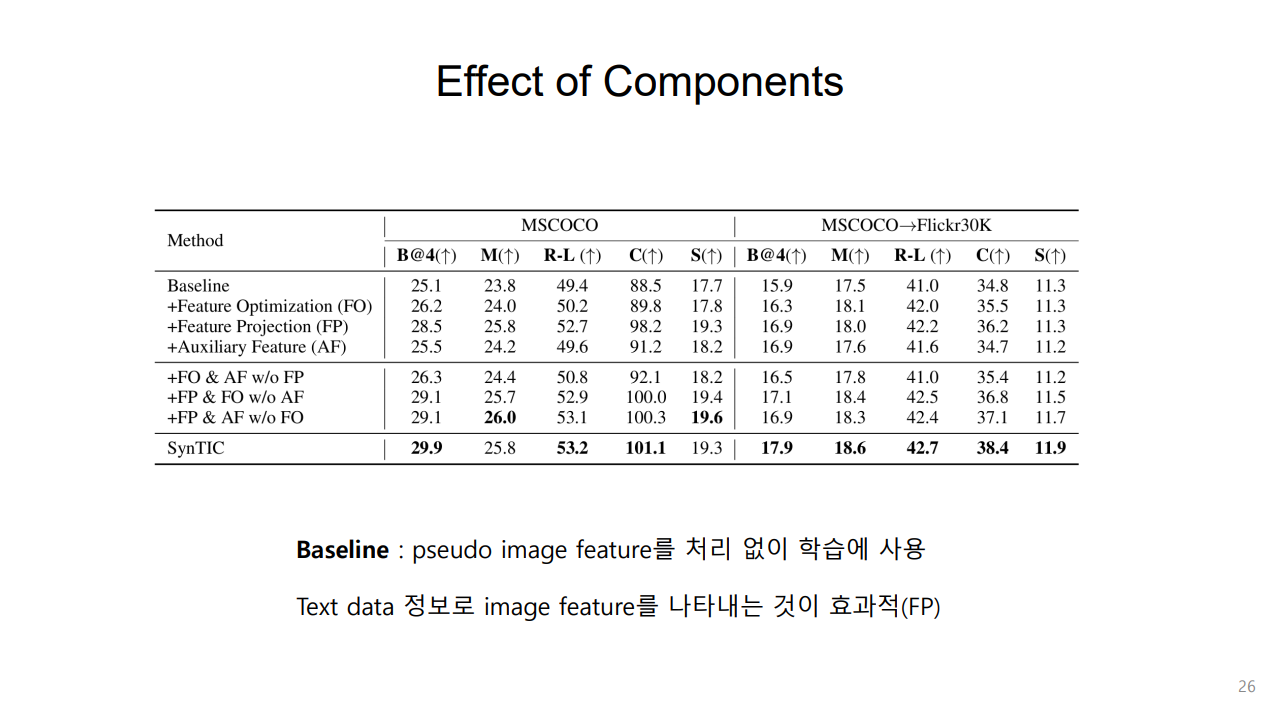 Effect of Components
Method MSCOCO MSCOCO→Flickr30K
B@4(↑) M(↑) R-L (↑) C(↑) S(↑) B@4(↑) M(↑) R-L (↑) C(↑) S(↑)
Baseline 25.1 23.8 49.4 88.5 17.7 15.9 17.5 41.0 34.8 11.3
+Feature Optimization (FO) 26.2 24.0 50.2 89.8 17.8 16.3 18.1 42.0 35.5 11.3
+Feature Projection (FP) 28.5 25.8 52.7 98.2 19.3 16.9 18.0 42.2 36.2 11.3
+Auxiliary Feature (AF) 25.5 24.2 49.6 91.2 18.2 16.9 17.6 41.6 34.7 11.2
+FO & AF w/o FP 26.3 24.4 50.8 92.1 18.2 16.5 17.8 41.0 35.4 11.2
+FP & FO w/o AF 29.1 25.7 52.9 100.0 19.4 17.1 18.4 42.5 36.8 11.5
+FP & AF w/o FO 29.1 26.0 53.1 100.3 19.6 16.9 18.3 42.4 37.1 11.7
SynTIC 29.9 25.8 53.2 101.1 19.3 17.9 18.6 42.7 38.4 11.9
Baseline : pseudo image feature를 처리 없이 학습에 사용
Text data 정보로 image feature를 나타내는 것이 효과적(FP)
26